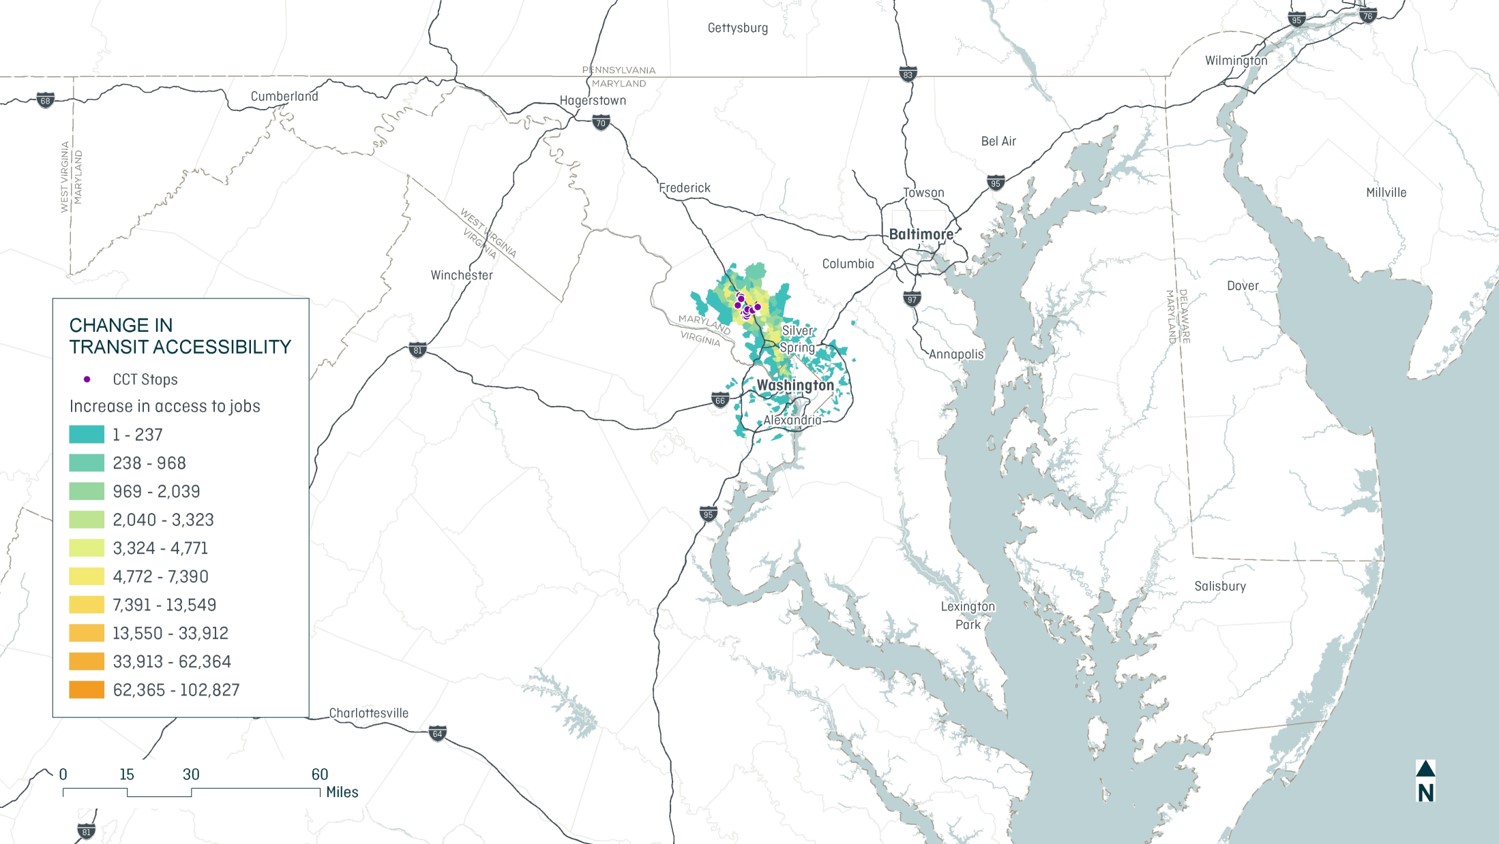 Gettysburg
95
76
Wilmington
PENNSYLVANIA
MARYLAND
83
68
Cumberland
Hagerstown
70
Bel Air
WEST VIRGINIA
MARYLAND
95
Frederick
Towson
Millville
WEST VIRGINIA
VIRGINIA
Baltimore
Columbia
Winchester
Dover
97
DELAWARE
MARYLAND
MARYLAND
VIRGINIA
Silver
Spring
81
Annapolis
Washington
66
Alexandria
95
CHANGE IN
TRANSIT ACCESSIBILITY
CCT Stops
Increase in access to jobs
1 - 237
238 - 968
969 - 2,039
2,040 - 3,323
3,324 - 4,771
4,772 - 7,390
7,391 - 13,549
13,550 - 33,912
33,913 - 62,364
62,365 - 102,827
Salisbury
Lexington
Park
Charlottesville
64
0 15 30 60
Miles
81
N